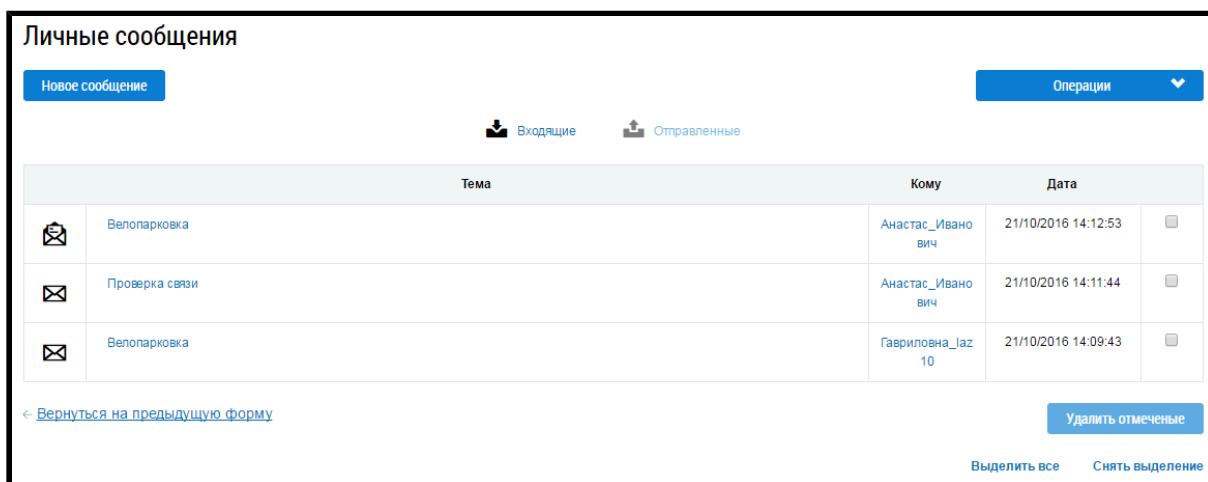 Личные сообщения
Новое сообщение
Операции
Входящие
Отправленные
Тема
Кому
Дата
Велопарковка
Анастас_Ивано
вич
21/10/2016 14:12:53
Проверка связи
Анастас_Ивано
вич
21/10/2016 14:11:44
Велопарковка
Гавриловна_laz
10
21/10/2016 14:09:43
← Вернуться на предыдущую форму
Удалить отмеченые
Выделить все
Снять выделение